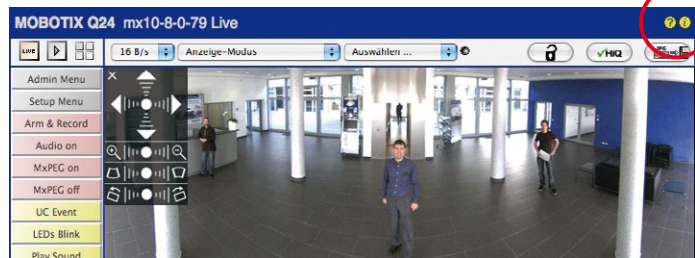 MOBOTIX Q24 mx10-8-0-79 Live
LIVE 16 B/s Anzeige-Modus Auswählen ... HiQ
Admin Menu
Setup Menu
Arm & Record
Audio on
MxPEG on
MxPEG off
UC Event
LEDs Blink
Play Sound